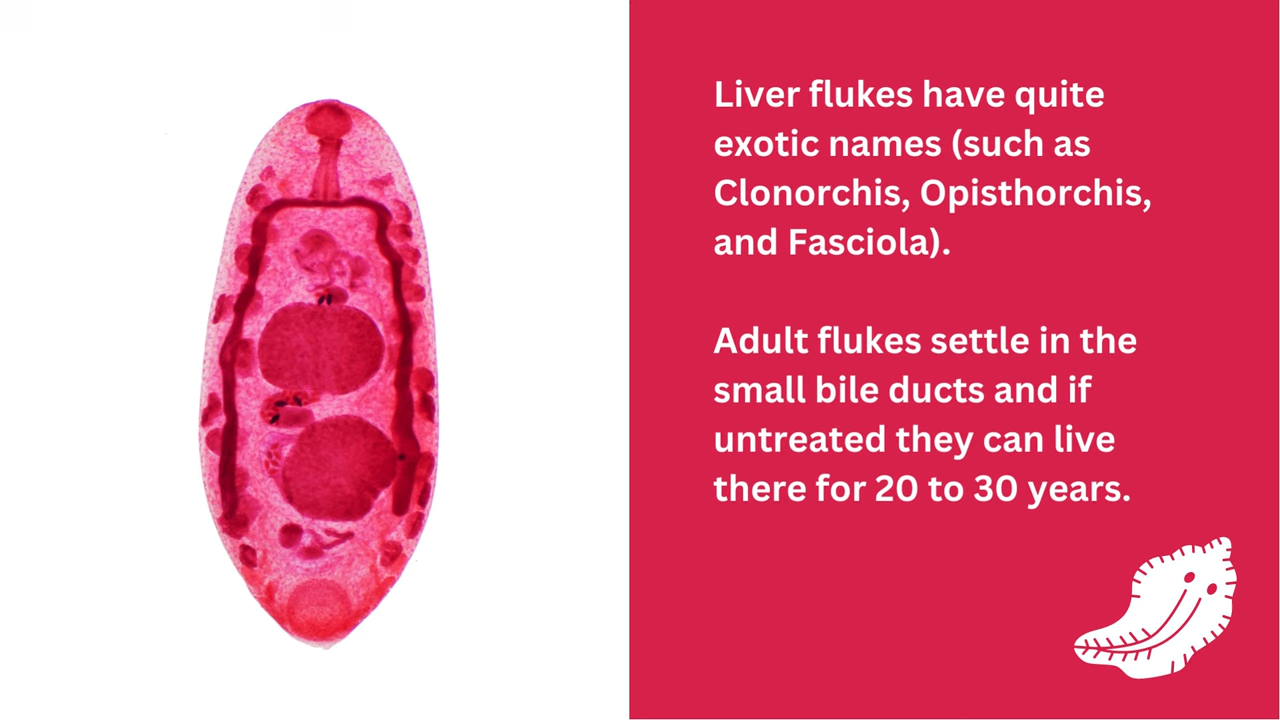 Liver flukes have quite
exotic names (such as
Clonorchis, Opisthorchis,
and Fasciola).
Adult flukes settle in the
small bile ducts and if
untreated they can live
there for 20 to 30 years.